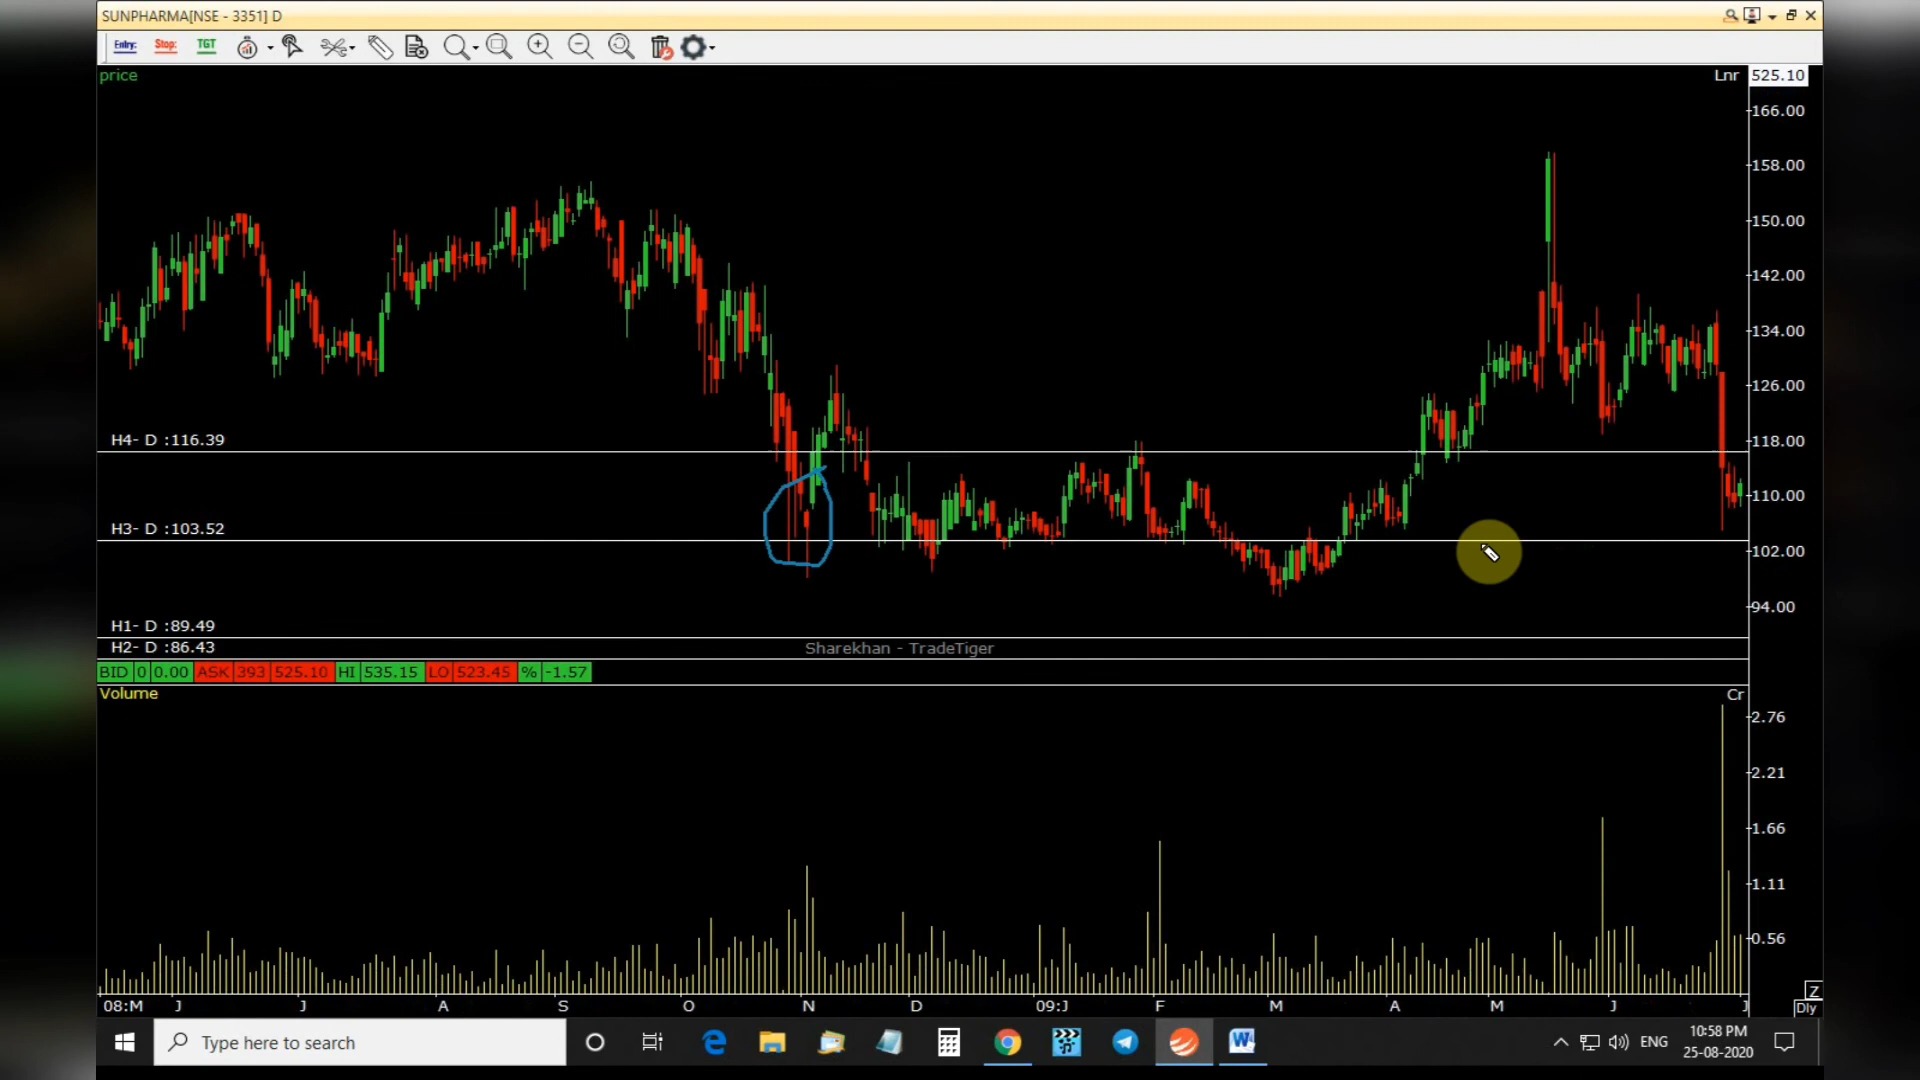 SUNPHARMA[NSE - 3351] D
Entry: Stop: TGT
price
Lnr 525.10
166.00
158.00
150.00
142.00
134.00
126.00
H4- D :116.39
118.00
110.00
H3- D :103.52
102.00
94.00
H1- D :89.49
H2- D :86.43
Sharekhan - TradeTiger
BID 0 0.00 ASK 393 525.10 HI 535.15 LO 523.45 % -1.57
Volume
Cr
2.76
2.21
1.66
1.11
0.56
Z
08:M J J A S O N D 09:J F M A M J J
Dly
Type here to search
ENG
10:58 PM
25-08-2020